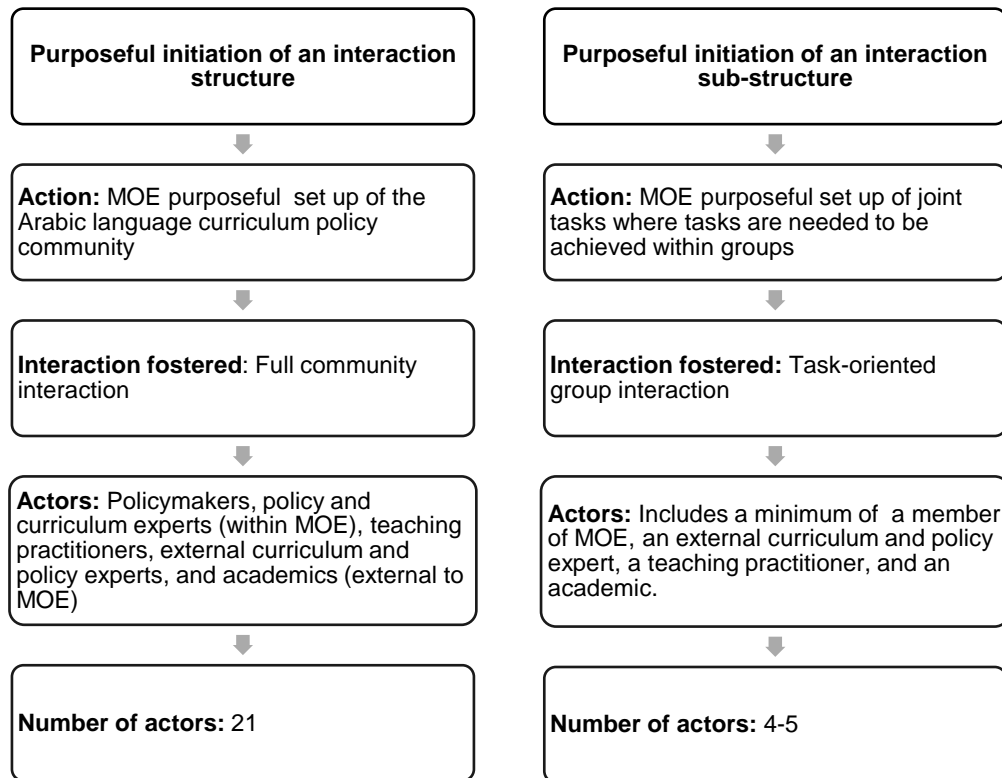 Purposeful initiation of an interaction
structure
Action: MOE purposeful set up of the
Arabic language curriculum policy
community
Interaction fostered: Full community
interaction
Actors: Policymakers, policy and
curriculum experts (within MOE), teaching
practitioners, external curriculum and
policy experts, and academics (external to
MOE)
Number of actors: 21
Purposeful initiation of an interaction
sub-structure
Action: MOE purposeful set up of joint
tasks where tasks are needed to be
achieved within groups
Interaction fostered: Task-oriented
group interaction
Actors: Includes a minimum of a member
of MOE, an external curriculum and policy
expert, a teaching practitioner, and an
academic.
Number of actors: 4-5